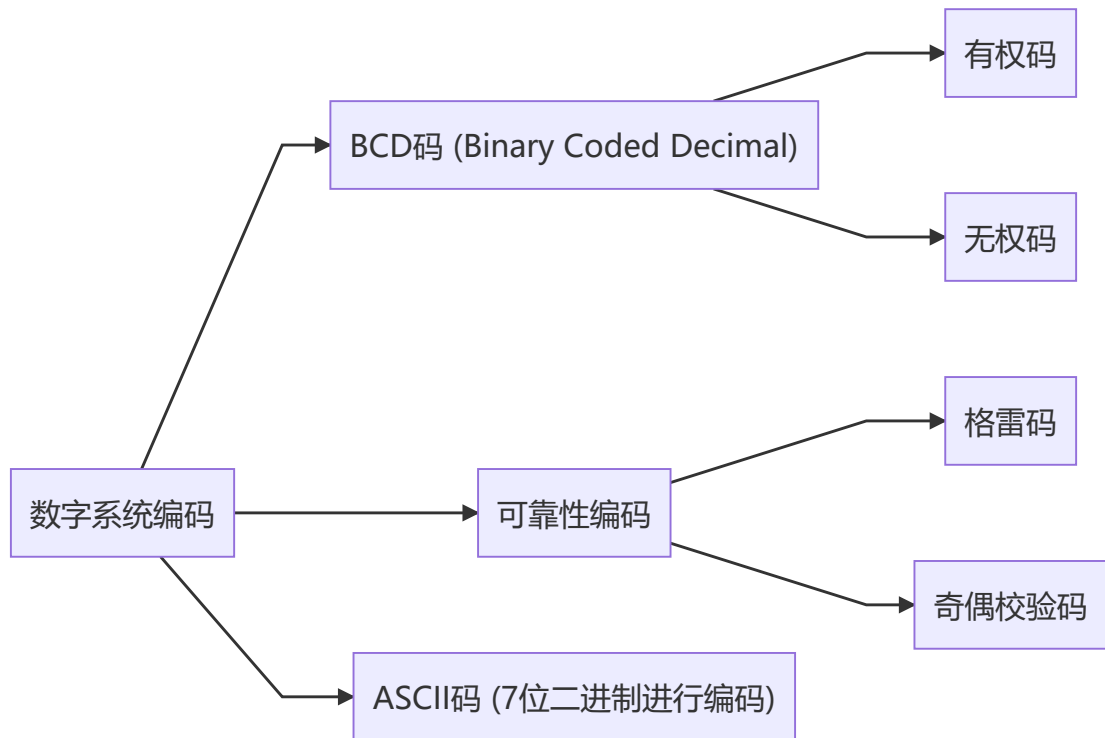 有权码
BCD码 (Binary Coded Decimal)
无权码
格雷码
数字系统编码
可靠性编码
奇偶校验码
ASCII码 (7位二进制进行编码)